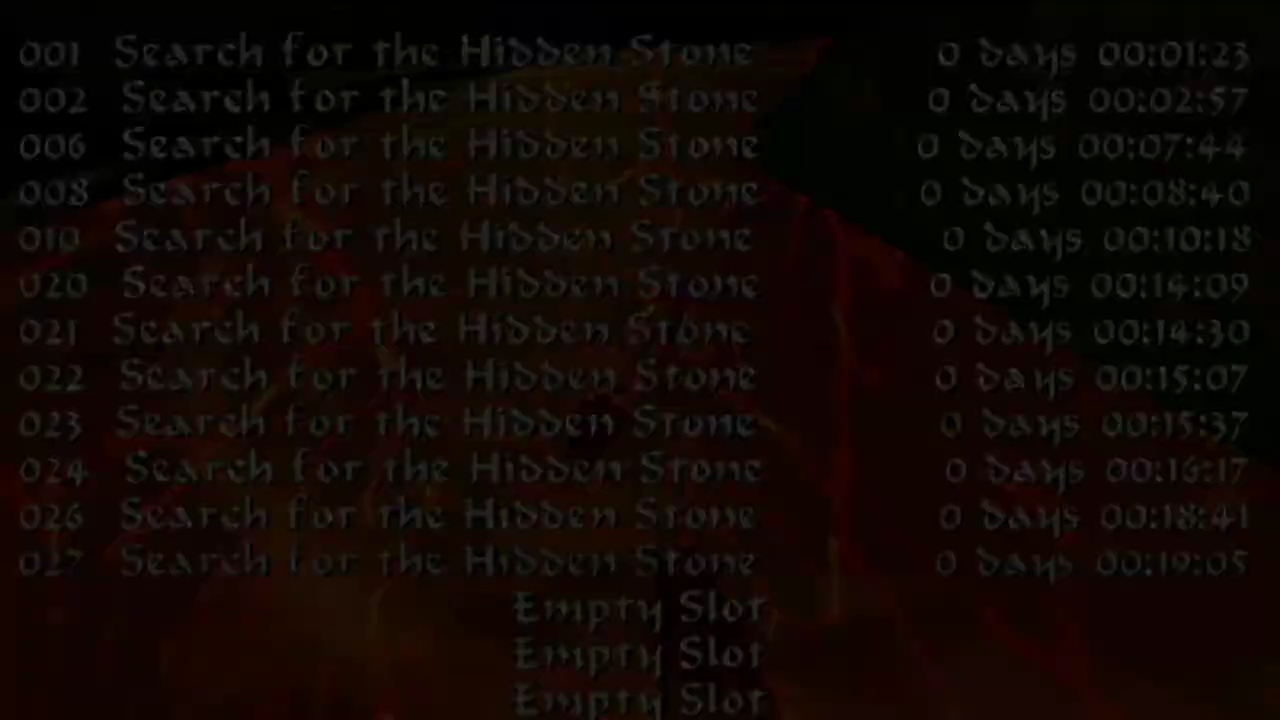 001 Search for the Hidden Stone 0 days 00:01:23
002 Search for the Hidden Stone 0 days 00:02:57
006 Search for the Hidden Stone 0 days 00:07:44
008 Search for the Hidden Stone 0 days 00:08:40
010 Search for the Hidden Stone 0 days 00:10:18
020 Search for the Hidden Stone 0 days 00:14:09
021 Search for the Hidden Stone 0 days 00:14:30
022 Search for the Hidden Stone 0 days 00:15:07
023 Search for the Hidden Stone 0 days 00:15:37
024 Search for the Hidden Stone 0 days 00:16:17
026 Search for the Hidden Stone 0 days 00:18:41
027 Search for the Hidden Stone 0 days 00:19:05
Empty Slot
Empty Slot
Empty Slot